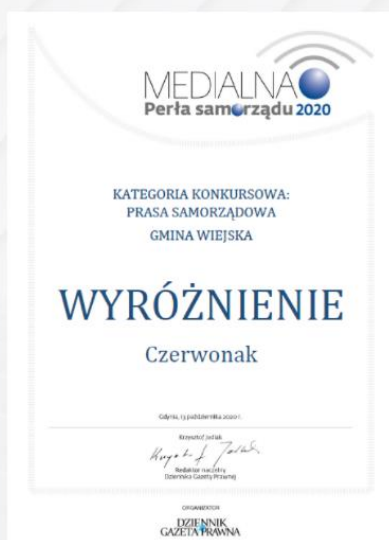 MEDIALNA
Perła samorządu 2020
KATEGORIA KONKURSOWA:
PRASA SAMORZĄDOWA
GMINA WIEJSKA
WYRÓŻNIENIE
Czerwonak
Gdynia, 13 października 2020 r.
Krzysztof Jedlak
Redaktor naczelny
Dziennika Gazety Prawnej
ORGANIZATOR
DZIENNIK
GAZETA PRAWNA